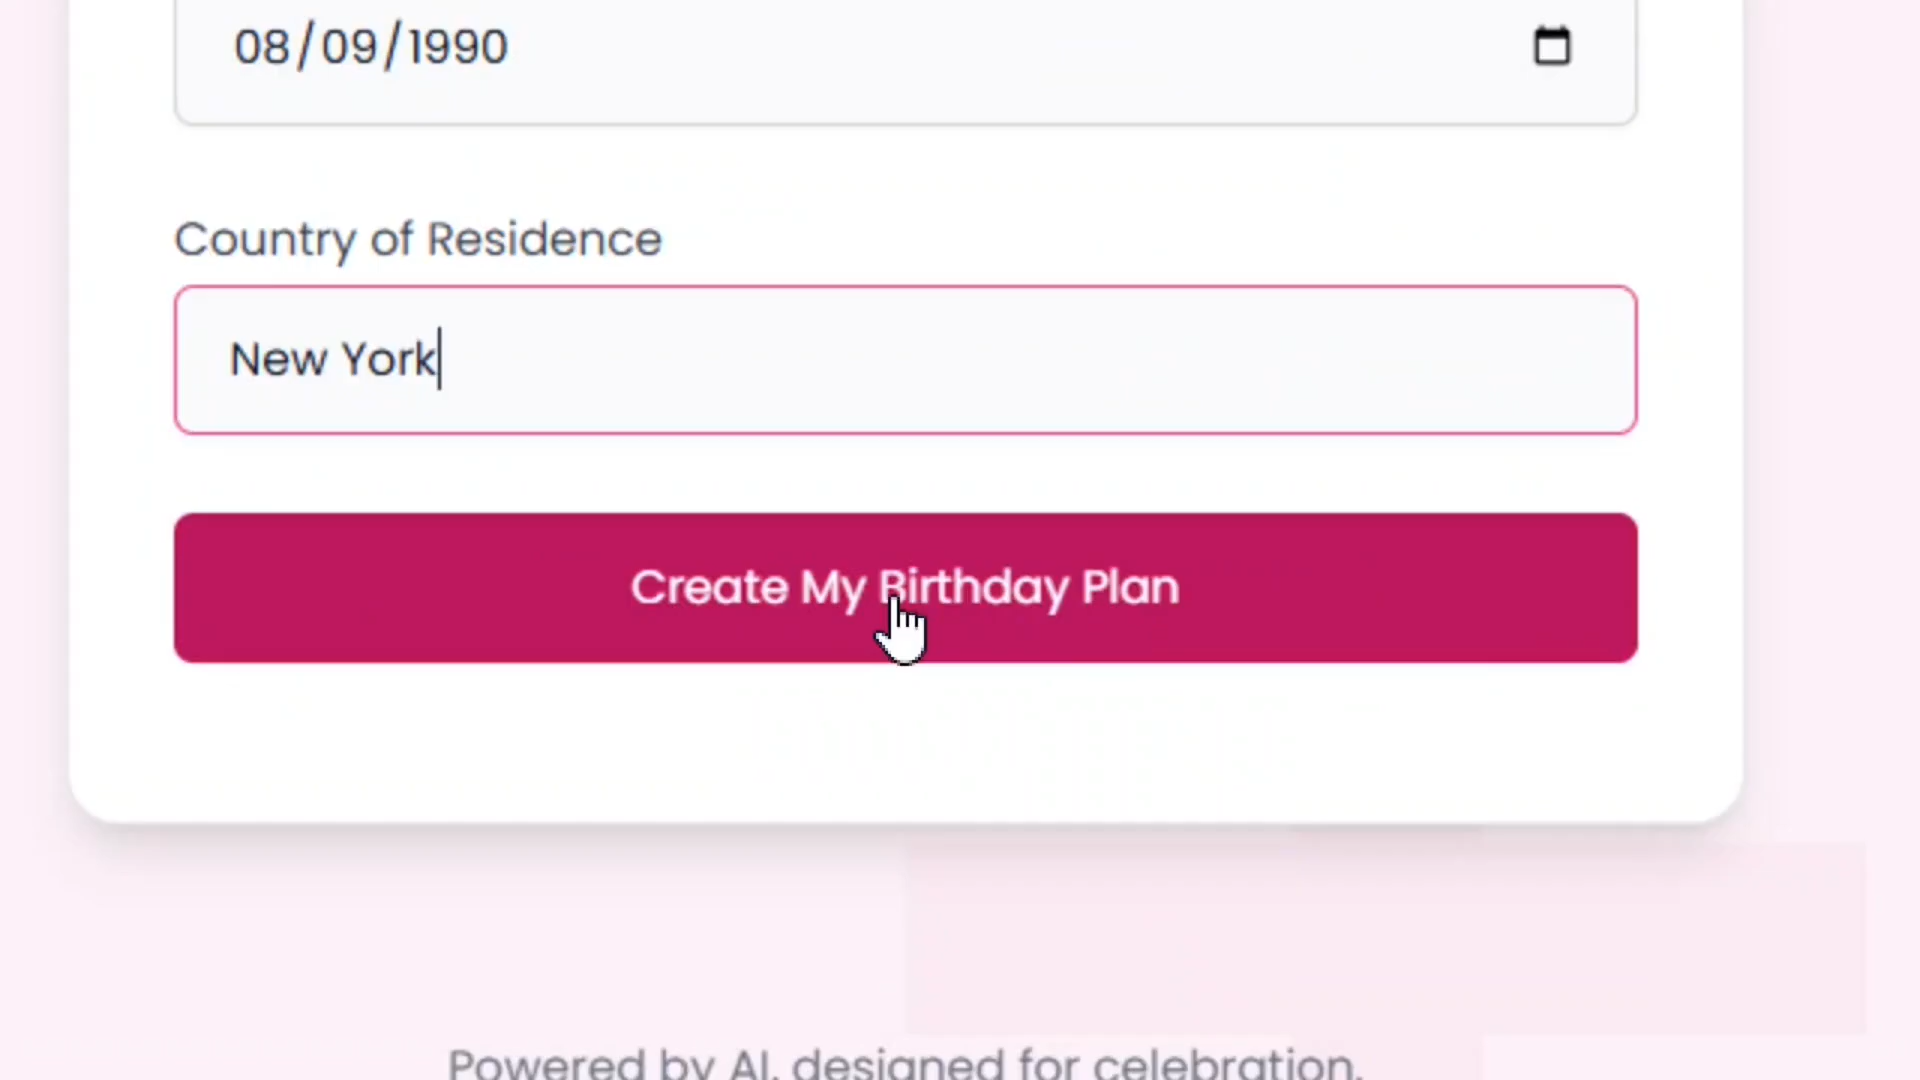 08/09/1990
Country of Residence
New York
Create My Birthday Plan
Powered by AI, designed for celebration.